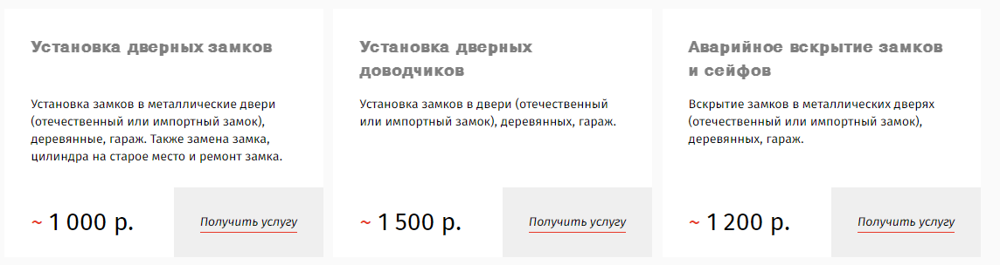 Установка дверных замков
Установка замков в металлические двери
(отечественный или импортный замок),
деревянные, гараж. Также замена замка,
цилиндра на старое место и ремонт замка.
~ 1 000 р.
Получить услугу
Установка дверных
доводчиков
Установка замков в двери (отечественный
или импортный замок), деревянных, гараж.
~ 1 500 р.
Получить услугу
Аварийное вскрытие замков
и сейфов
Вскрытие замков в металлических дверях
(отечественный или импортный замок),
деревянных, гараж.
~ 1 200 р.
Получить услугу